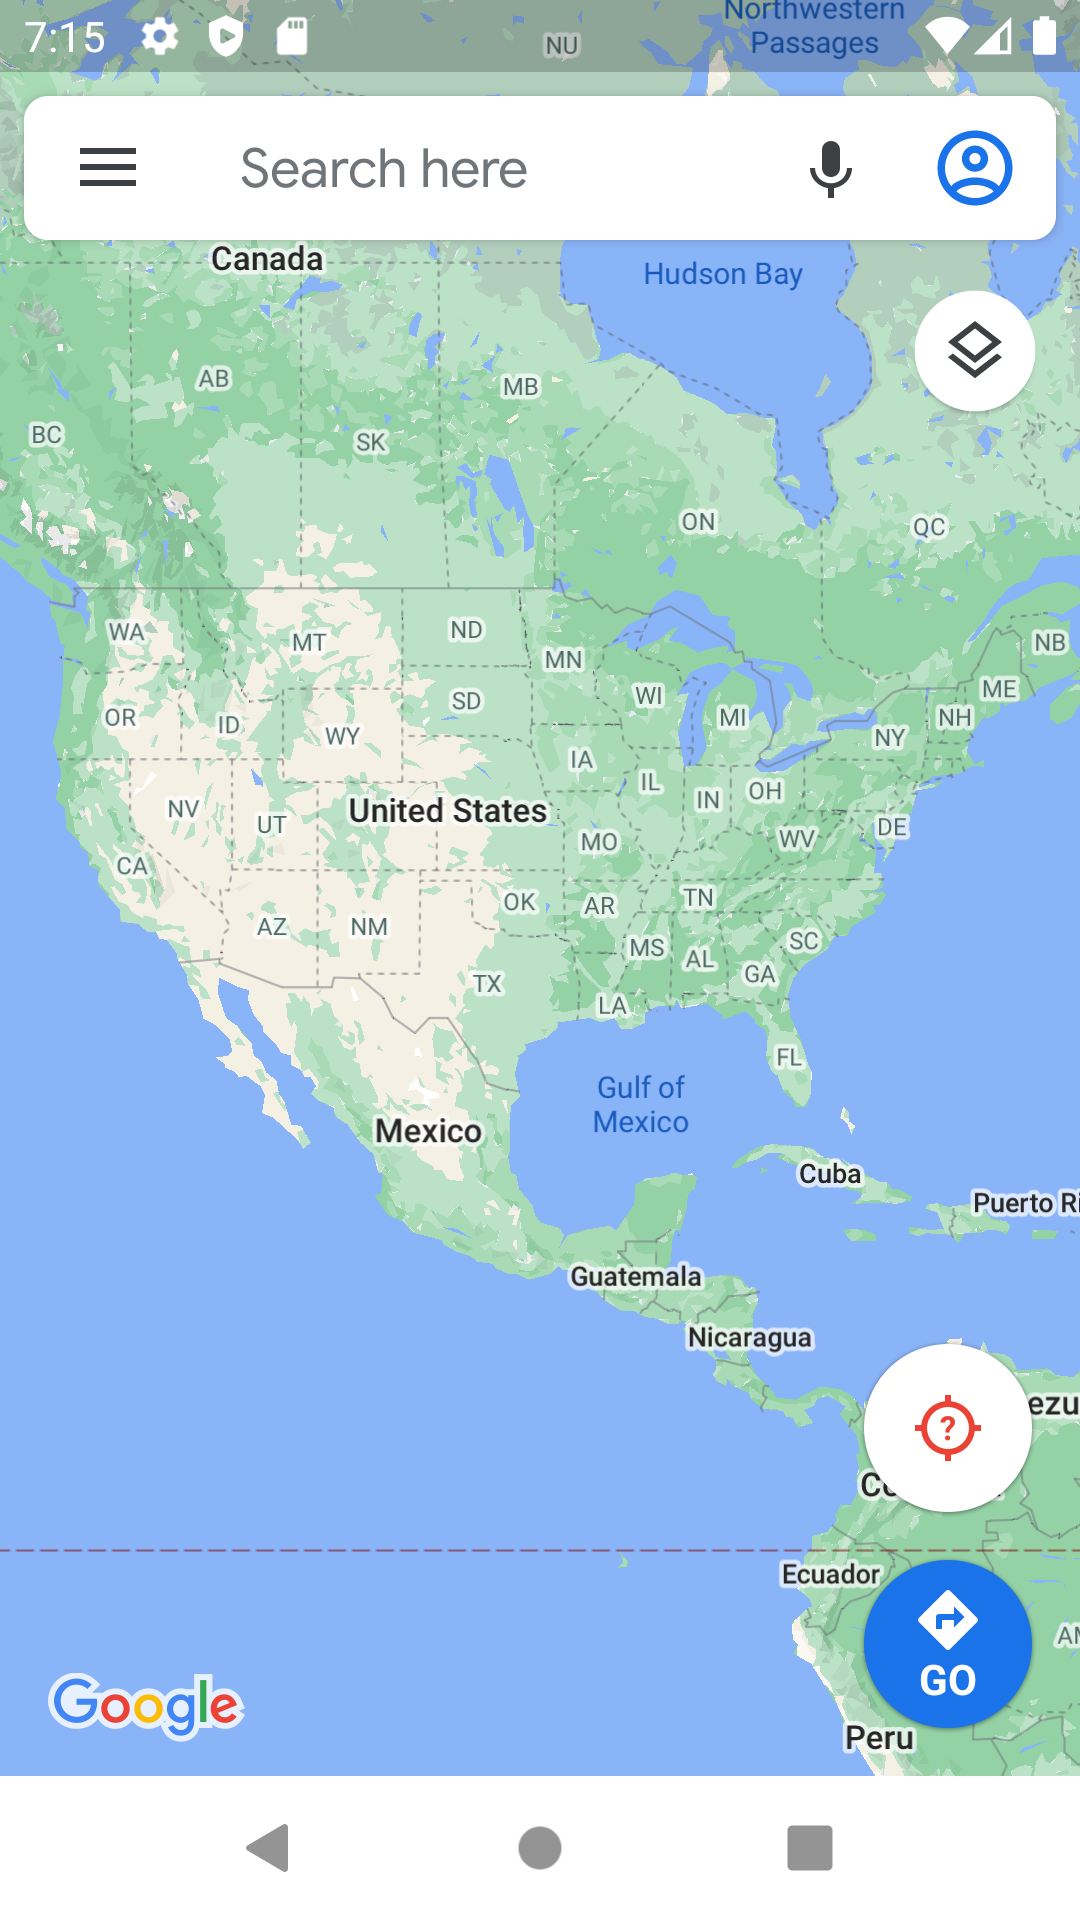 7:15
Northwestern
Passages
NU
Search here
Canada
Hudson Bay
AB
MB
BC
SK
ON
QC
WA
MT
ND
MN
NB
OR
ID
WY
SD
WI
MI
ME
NH
NY
IA
IL
IN
OH
NV
UT
United States
MO
WV
DE
CA
AZ
NM
OK
AR
TN
MS
AL
SC
GA
TX
LA
FL
Gulf of
Mexico
Mexico
Cuba
Puerto Ri
Guatemala
Nicaragua
ezu
?
Co
Ecuador
AM
GO
Google
Peru